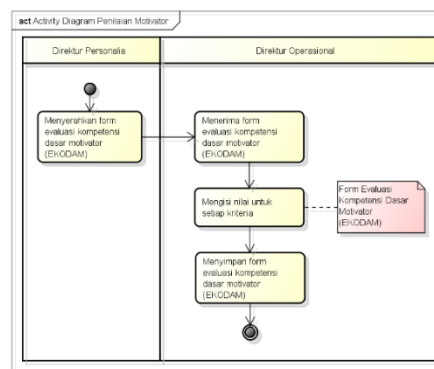 act Activity Diagram Penilaian Motivator
Direktur Personalia
Direktur Operasional
Menyerahkan form
evaluasi kompetensi
dasar motivator
(EKODAM)
Menerima form
evaluasi kompetensi
dasar motivator
(EKODAM)
Mengisi nilai untuk
setiap kriteria
Form Evaluasi
Kompetensi Dasar
Motivator
(EKODAM)
Menyimpan form
evaluasi kompetensi
dasar motivator
(EKODAM)